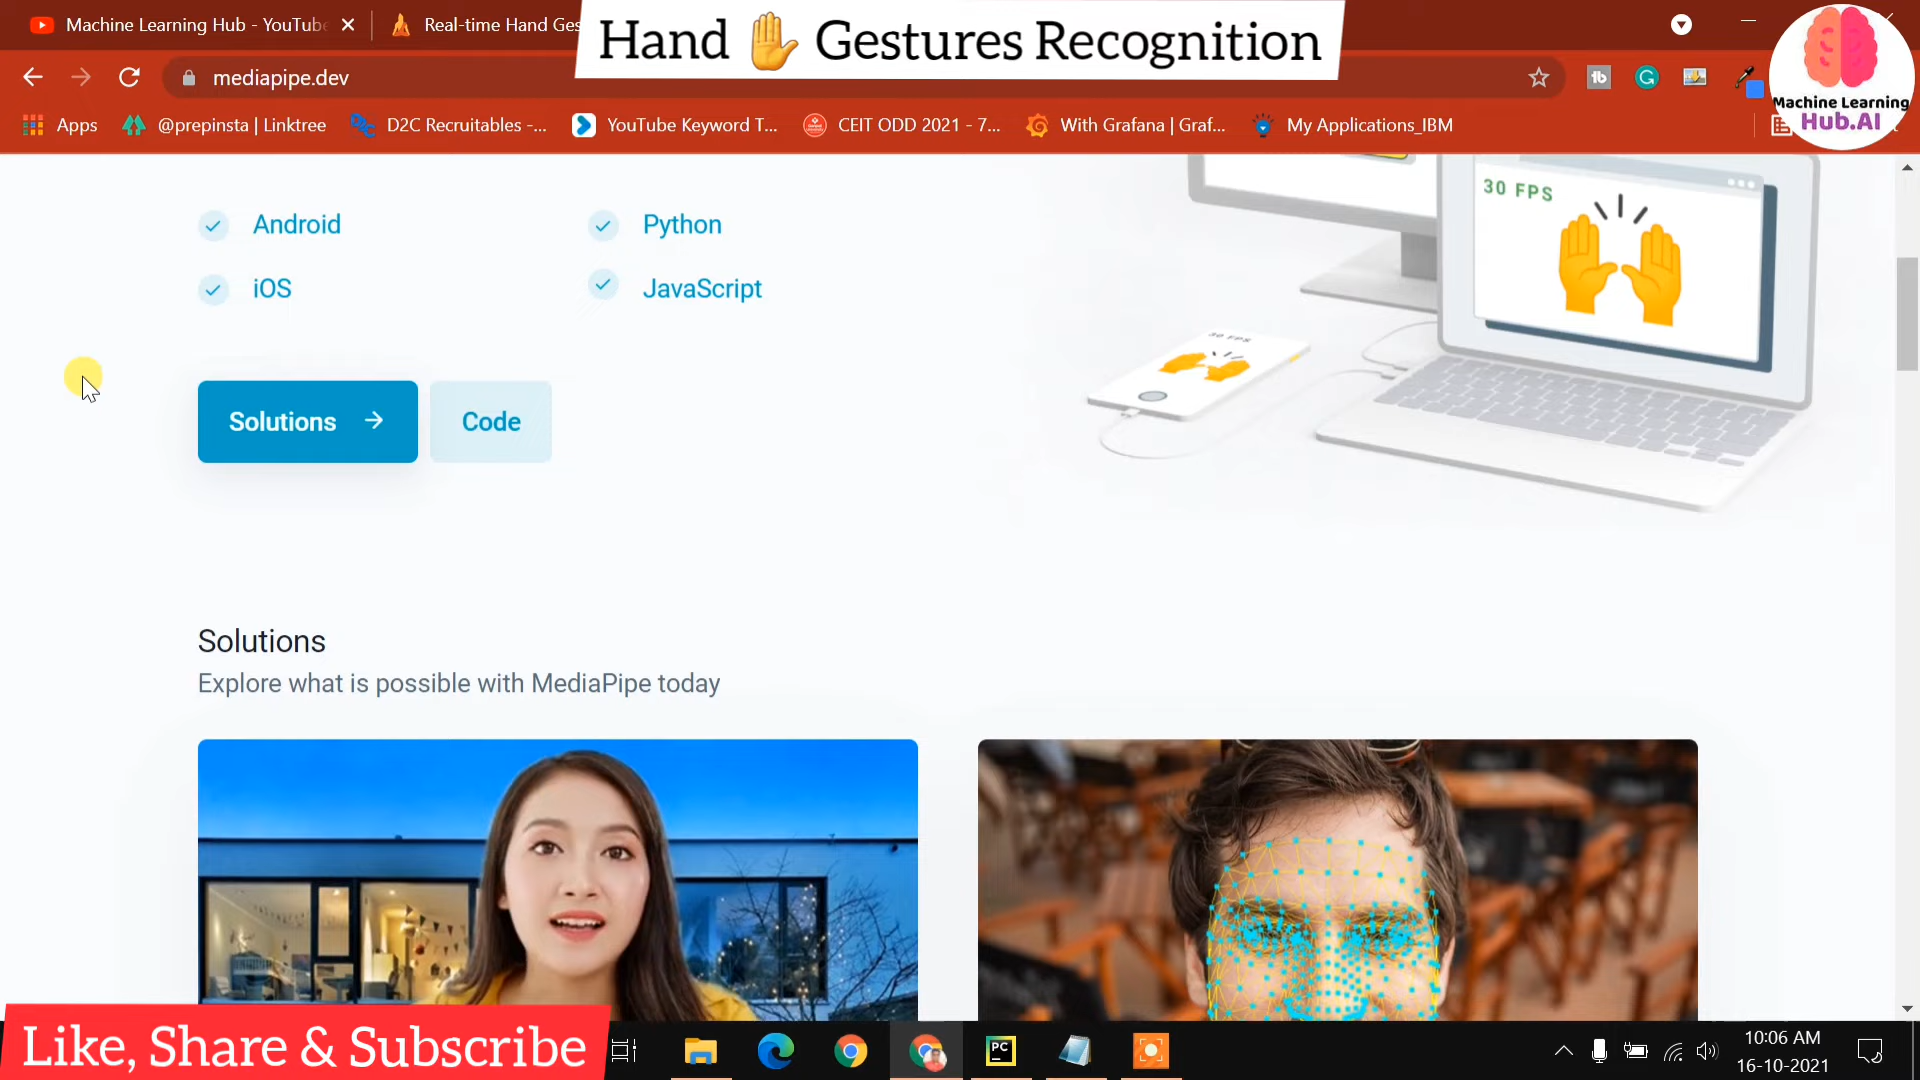 Machine Learning Hub - YouTube
Real-time Hand Ges
Hand ✋ Gestures Recognition
mediapipe.dev
Machine Learning
Hub.AI
Apps
@prepinsta | Linktree
D2C Recruitables -...
YouTube Keyword T...
CEIT ODD 2021 - 7...
With Grafana | Graf...
My Applications_IBM
Android
Python
iOS
JavaScript
30 FPS
30 FPS
Solutions →
Code
Solutions
Explore what is possible with MediaPipe today
Like, Share & Subscribe
PC
10:06 AM
16-10-2021